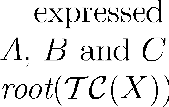 expressed
A, B and C
root(𝒯𝒞(X))